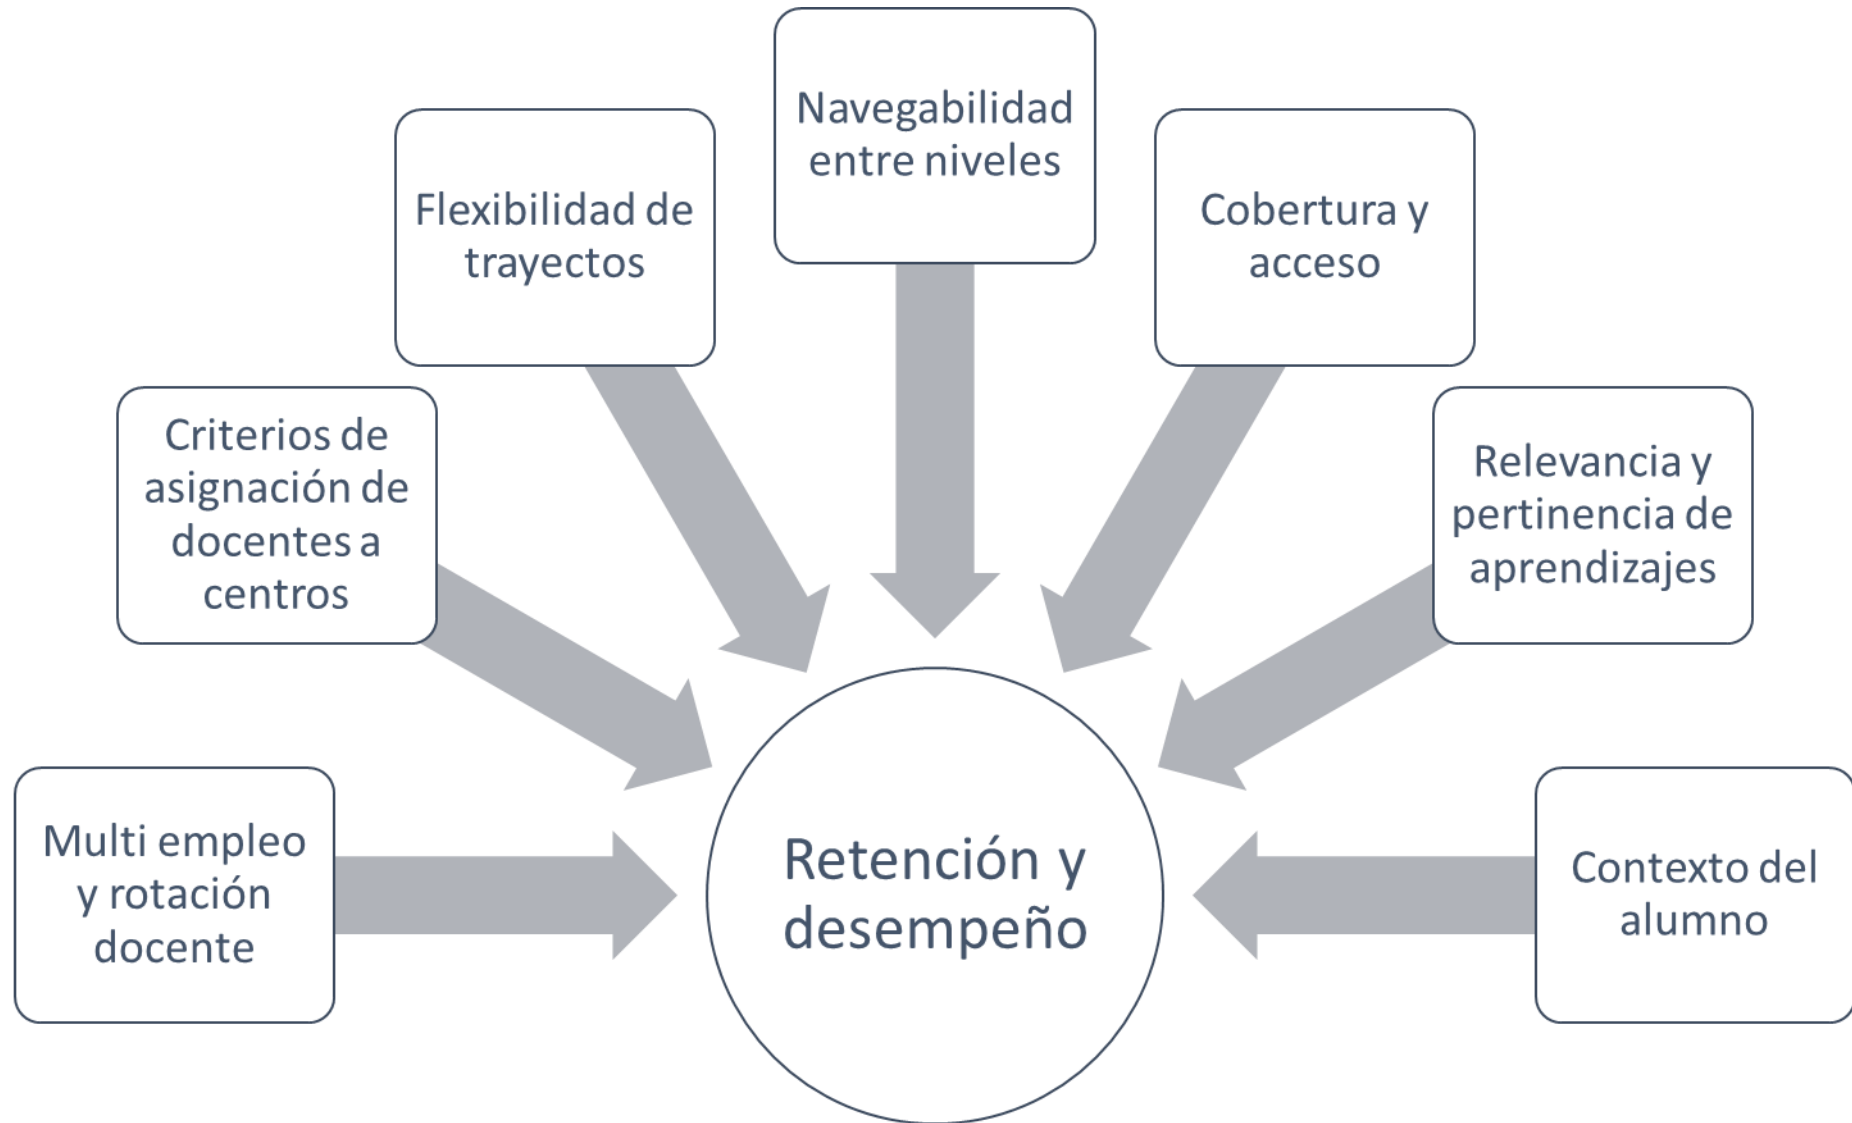 Navegabilidad
entre niveles
Flexibilidad de
trayectos
Cobertura y
acceso
Criterios de
asignación de
docentes a
centros
Relevancia y
pertinencia de
aprendizajes
Multi empleo
y rotación
docente
Retención y
desempeño
Contexto del
alumno